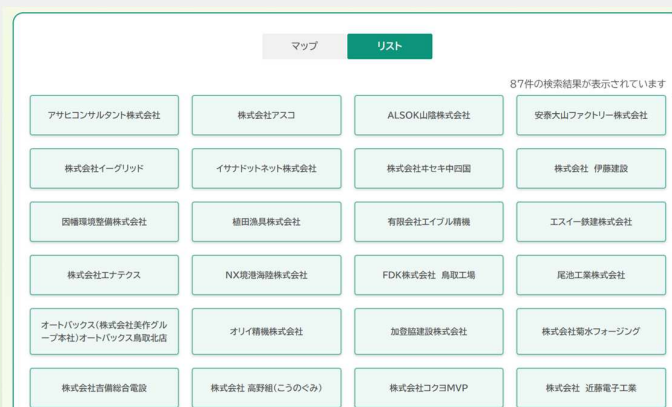 マップ
リスト
87件の検索結果が表示されています
アサヒコンサルタント株式会社
株式会社アスコ
ALSOK山陰株式会社
安泰大山ファクトリー株式会社
株式会社イーグリッド
イサナドットネット株式会社
株式会社ヰセキ中四国
株式会社 伊藤建設
因幡環境整備株式会社
植田漁具株式会社
有限会社エイブル精機
エスイー鉄建株式会社
株式会社エナテクス
NX境港海陸株式会社
FDK株式会社 鳥取工場
尾池工業株式会社
オートバックス(株式会社美作グル
ープ本社)オートバックス鳥取北店
オリイ精機株式会社
加登脇建設株式会社
株式会社菊水フォージング
株式会社吉備総合電設
株式会社 高野組(こうのぐみ)
株式会社コクヨMVP
株式会社 近藤電子工業